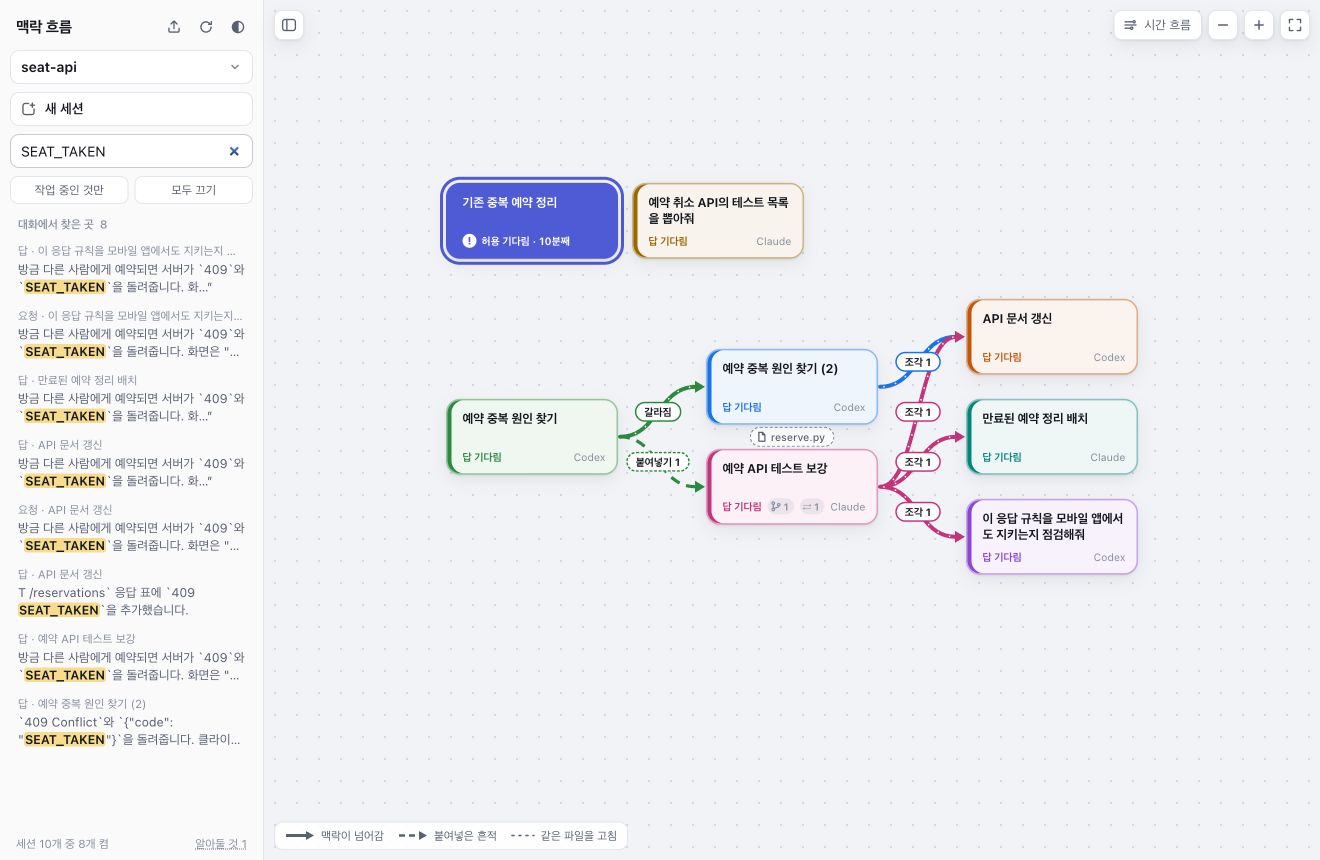 맥락 흐름
seat-api
새 세션
SEAT_TAKEN
작업 중인 것만
모두 끄기
대화에서 찾은 곳 8
답 · 이 응답 규칙을 모바일 앱에서도 지키는지 …
방금 다른 사람에게 예약되면 서버가 `409`와
`SEAT_TAKEN`을 돌려줍니다. 화…”
요청 · 이 응답 규칙을 모바일 앱에서도 지키는지…
방금 다른 사람에게 예약되면 서버가 `409`와
`SEAT_TAKEN`을 돌려줍니다. 화면은 "…
답 · 만료된 예약 정리 배치
방금 다른 사람에게 예약되면 서버가 `409`와
`SEAT_TAKEN`을 돌려줍니다. 화…”
답 · API 문서 갱신
방금 다른 사람에게 예약되면 서버가 `409`와
`SEAT_TAKEN`을 돌려줍니다. 화…”
요청 · API 문서 갱신
방금 다른 사람에게 예약되면 서버가 `409`와
`SEAT_TAKEN`을 돌려줍니다. 화면은 "…
답 · API 문서 갱신
T /reservations` 응답 표에 `409
SEAT_TAKEN`을 추가했습니다.
답 · 예약 API 테스트 보강
방금 다른 사람에게 예약되면 서버가 `409`와
`SEAT_TAKEN`을 돌려줍니다. 화면은 "…
답 · 예약 중복 원인 찾기 (2)
`409 Conflict`와 `{"code":
"SEAT_TAKEN"}`을 돌려줍니다. 클라이…
세션 10개 중 8개 켬
알아둘 것 1
시간 흐름
기존 중복 예약 정리
허용 기다림 · 10분째
예약 취소 API의 테스트 목록
을 뽑아줘
답 기다림
Claude
API 문서 갱신
답 기다림
Codex
예약 중복 원인 찾기 (2)
답 기다림
Codex
조각 1
예약 중복 원인 찾기
답 기다림
Codex
갈라짐
조각 1
만료된 예약 정리 배치
답 기다림
Claude
reserve.py
붙여넣기 1
조각 1
예약 API 테스트 보강
답 기다림
1
1
Claude
조각 1
이 응답 규칙을 모바일 앱에서
도 지키는지 점검해줘
답 기다림
Codex
맥락이 넘어감
붙여넣은 흔적
같은 파일을 고침